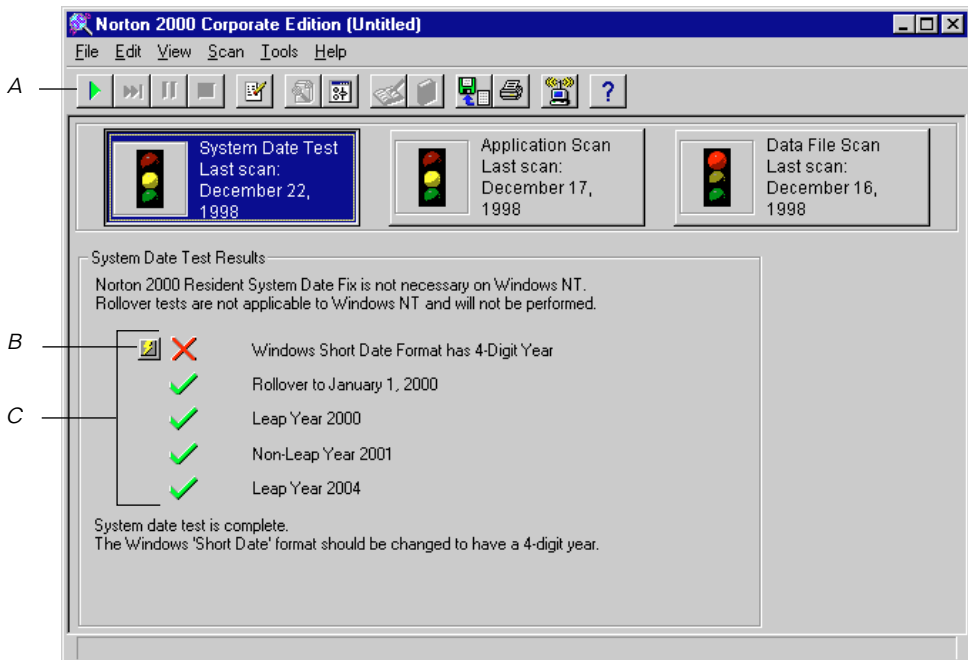 Norton 2000 Corporate Edition (Untitled)
File Edit View Scan Tools Help
A
?
System Date Test
Last scan:
December 22,
1998
Application Scan
Last scan:
December 17,
1998
Data File Scan
Last scan:
December 16,
1998
System Date Test Results
Norton 2000 Resident System Date Fix is not necessary on Windows NT.
Rollover tests are not applicable to Windows NT and will not be performed.
B
Windows Short Date Format has 4-Digit Year
Rollover to January 1, 2000
C
Leap Year 2000
Non-Leap Year 2001
Leap Year 2004
System date test is complete.
The Windows 'Short Date' format should be changed to have a 4-digit year.